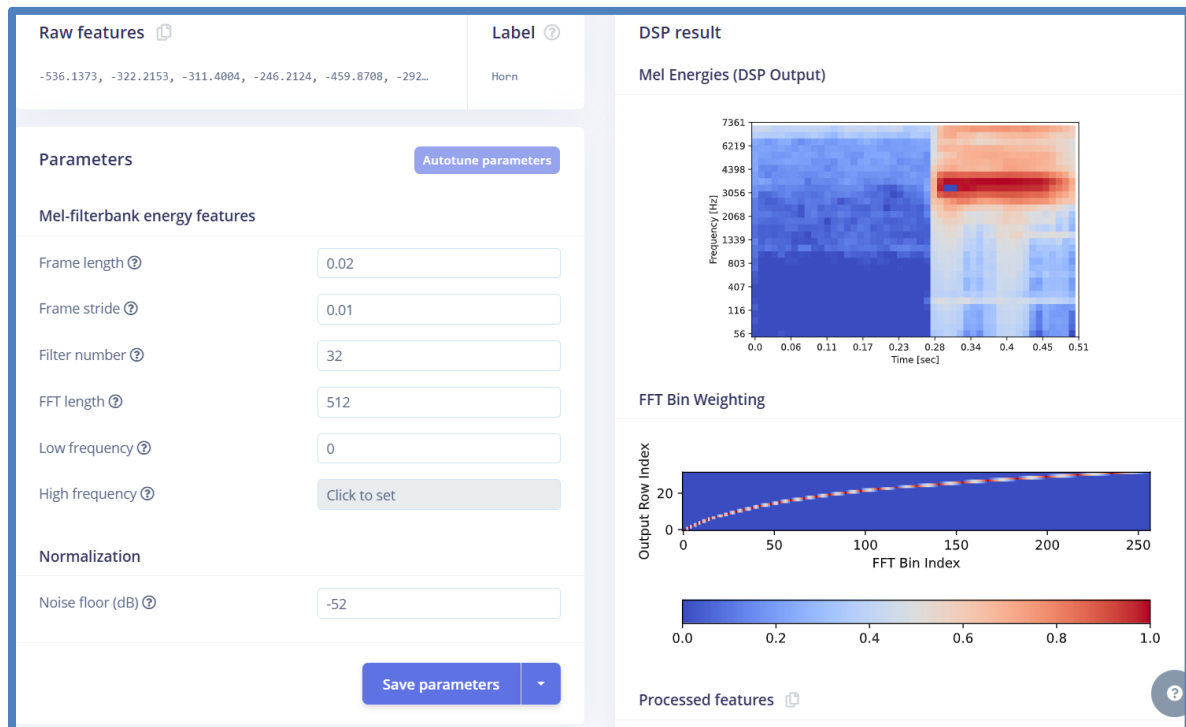 Raw features
Label
-536.1373, -322.2153, -311.4004, -246.2124, -459.8708, -292…
Horn
Parameters
Autotune parameters
Mel-filterbank energy features
Frame length
0.02
Frame stride
0.01
Filter number
32
FFT length
512
Low frequency
0
High frequency
Click to set
Normalization
Noise floor (dB)
-52
Save parameters
DSP result
Mel Energies (DSP Output)
7361
6219
4398
3056
2068
1339
803
407
116
56
Frequency [Hz]
0.0 0.06 0.11 0.17 0.23 0.28 0.34 0.4 0.45 0.51
Time [sec]
FFT Bin Weighting
Output Row Index
20
0
0 50 100 150 200 250
FFT Bin Index
0.0 0.2 0.4 0.6 0.8 1.0
Processed features